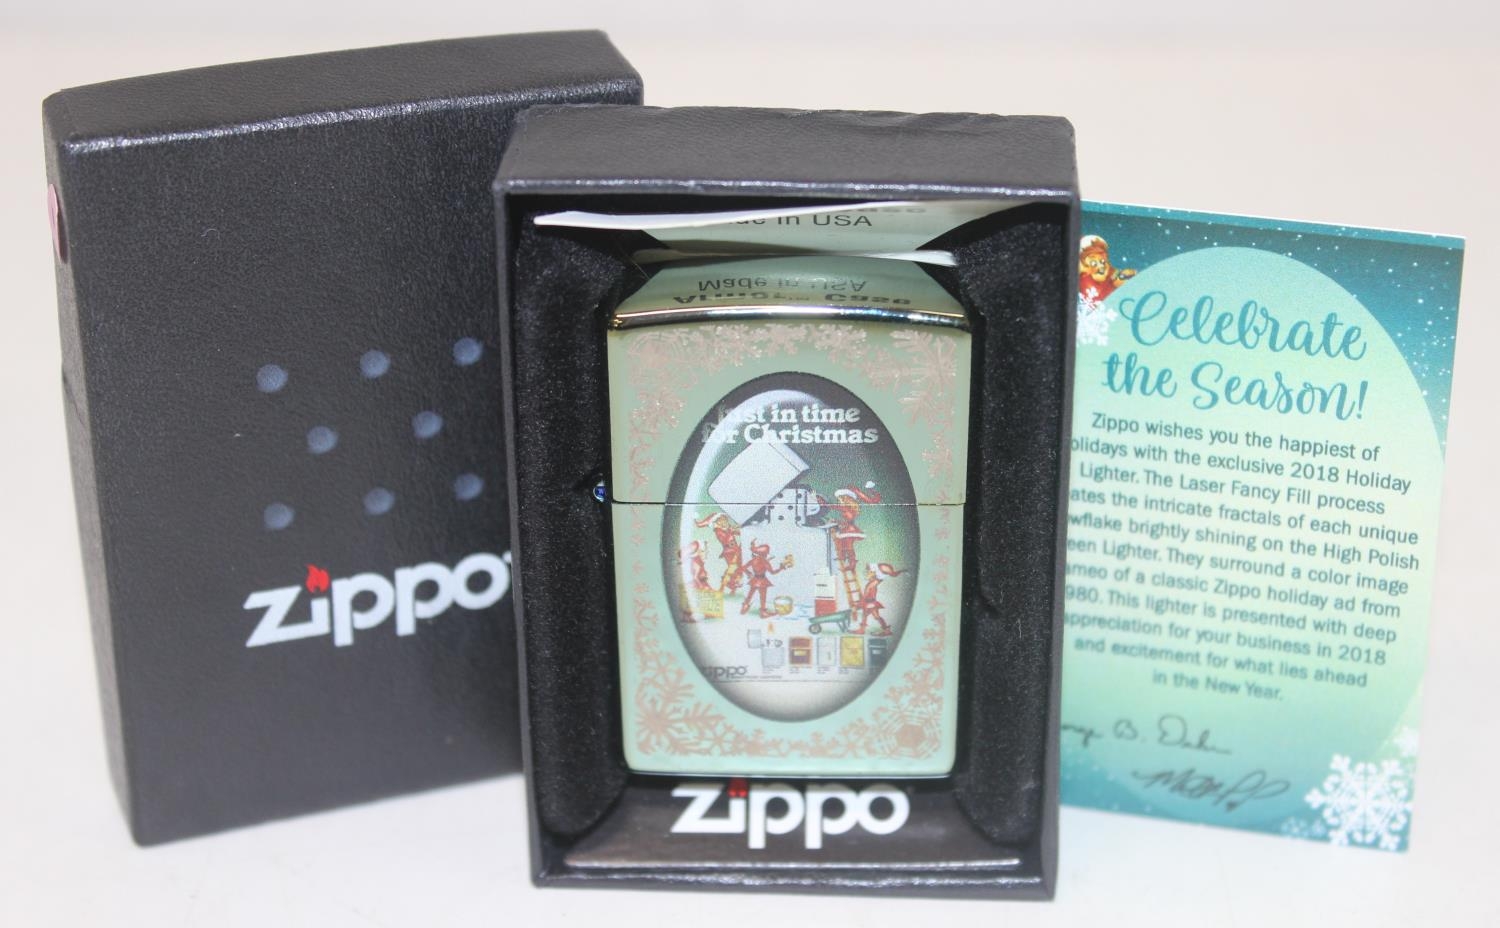 zippo
Made in USA
Armor Case
Made in USA
Just in time
for Christmas
zippo
zippo
Celebrate
the Season!
Zippo wishes you the happiest of
olidays with the exclusive 2018 Holiday
Lighter. The Laser Fancy Fill process
ates the intricate fractals of each unique
wflake brightly shining on the High Polish
een Lighter. They surround a color image
ameo of a classic Zippo holiday ad from
980. This lighter is presented with deep
appreciation for your business in 2018
and excitement for what lies ahead
in the New Year.